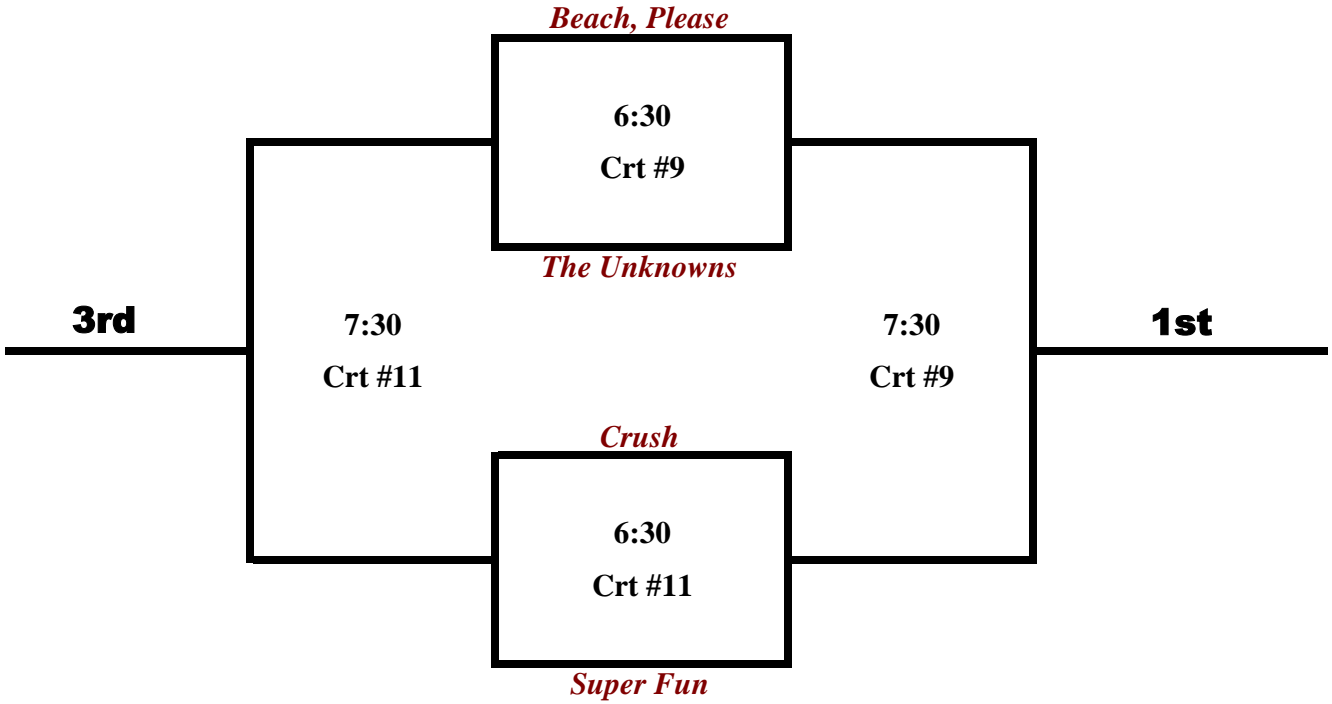 Beach, Please
6:30
Crt #9
The Unknowns
3rd
7:30
Crt #11
7:30
Crt #9
1st
Crush
6:30
Crt #11
Super Fun